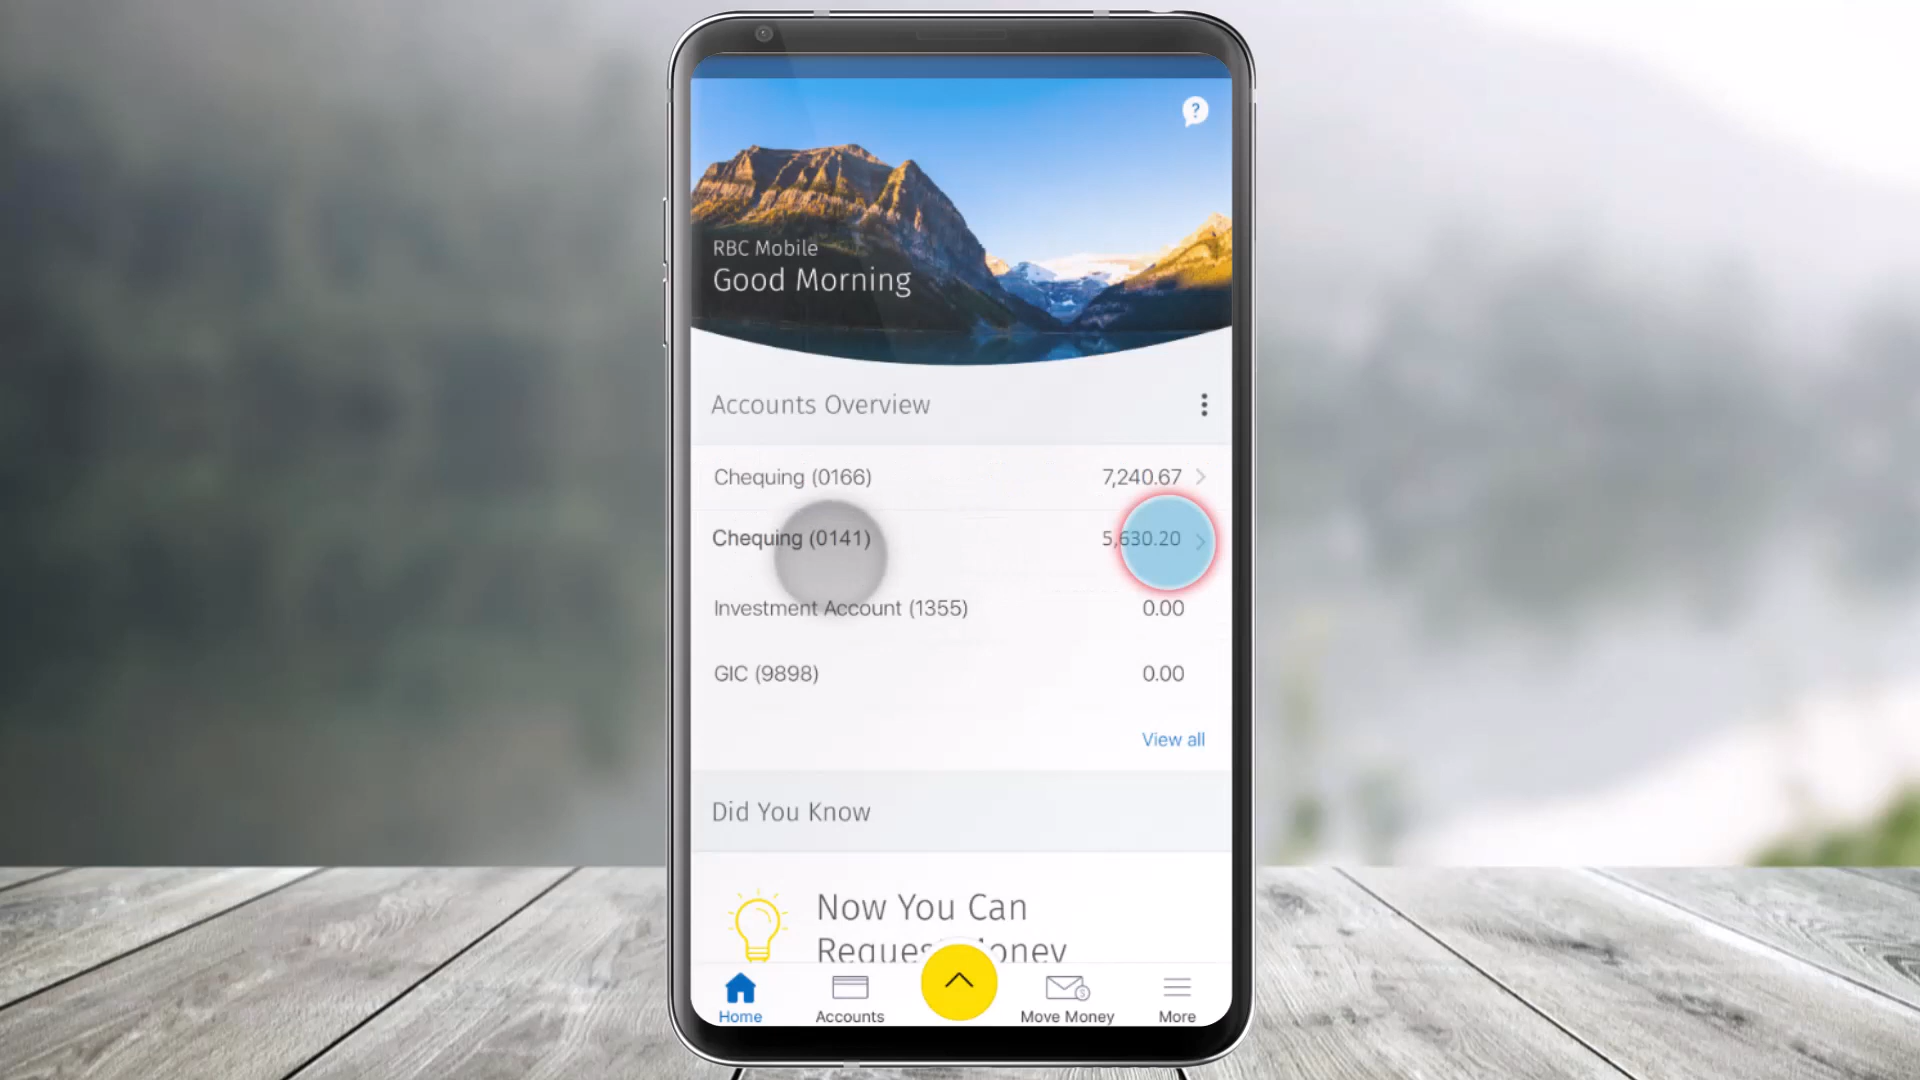 ?
RBC Mobile
Good Morning
Accounts Overview
Chequing (0166) 7,240.67
Chequing (0141) 5,630.20
Investment Account (1355) 0.00
GIC (9898) 0.00
View all
Did You Know
Now You Can
Request Money
Home Accounts Move Money More